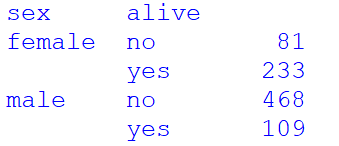 sex     alive
female  no        81
        yes      233
male    no       468
        yes      109